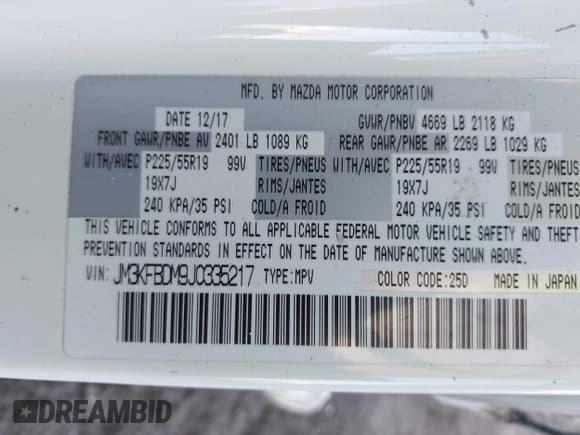 MFD. BY MAZDA MOTOR CORPORATION
DATE 12/17 GVWR/PNBV 4669 LB 2118 KG
FRONT GAWR/PNBE AV 2401 LB 1089 KG REAR GAWR/PNBE AR 2269 LB 1029 KG
WITH/AVEC P225/55R19 99V TIRES/PNEUS WITH/AVEC P225/55R19 99V TIRES/PNEUS
19X7J RIMS/JANTES 19X7J RIMS/JANTES
240 KPA/35 PSI COLD/A FROID 240 KPA/35 PSI COLD/A FROID
THIS VEHICLE CONFORMS TO ALL APPLICABLE FEDERAL MOTOR VEHICLE SAFETY AND THEFT
PREVENTION STANDARDS IN EFFECT ON THE DATE OF MANUFACTURE SHOWN ABOVE.
VIN: JM3KFBDM9J0335217 TYPE:MPV COLOR CODE:25D MADE IN JAPAN
DREAMBID